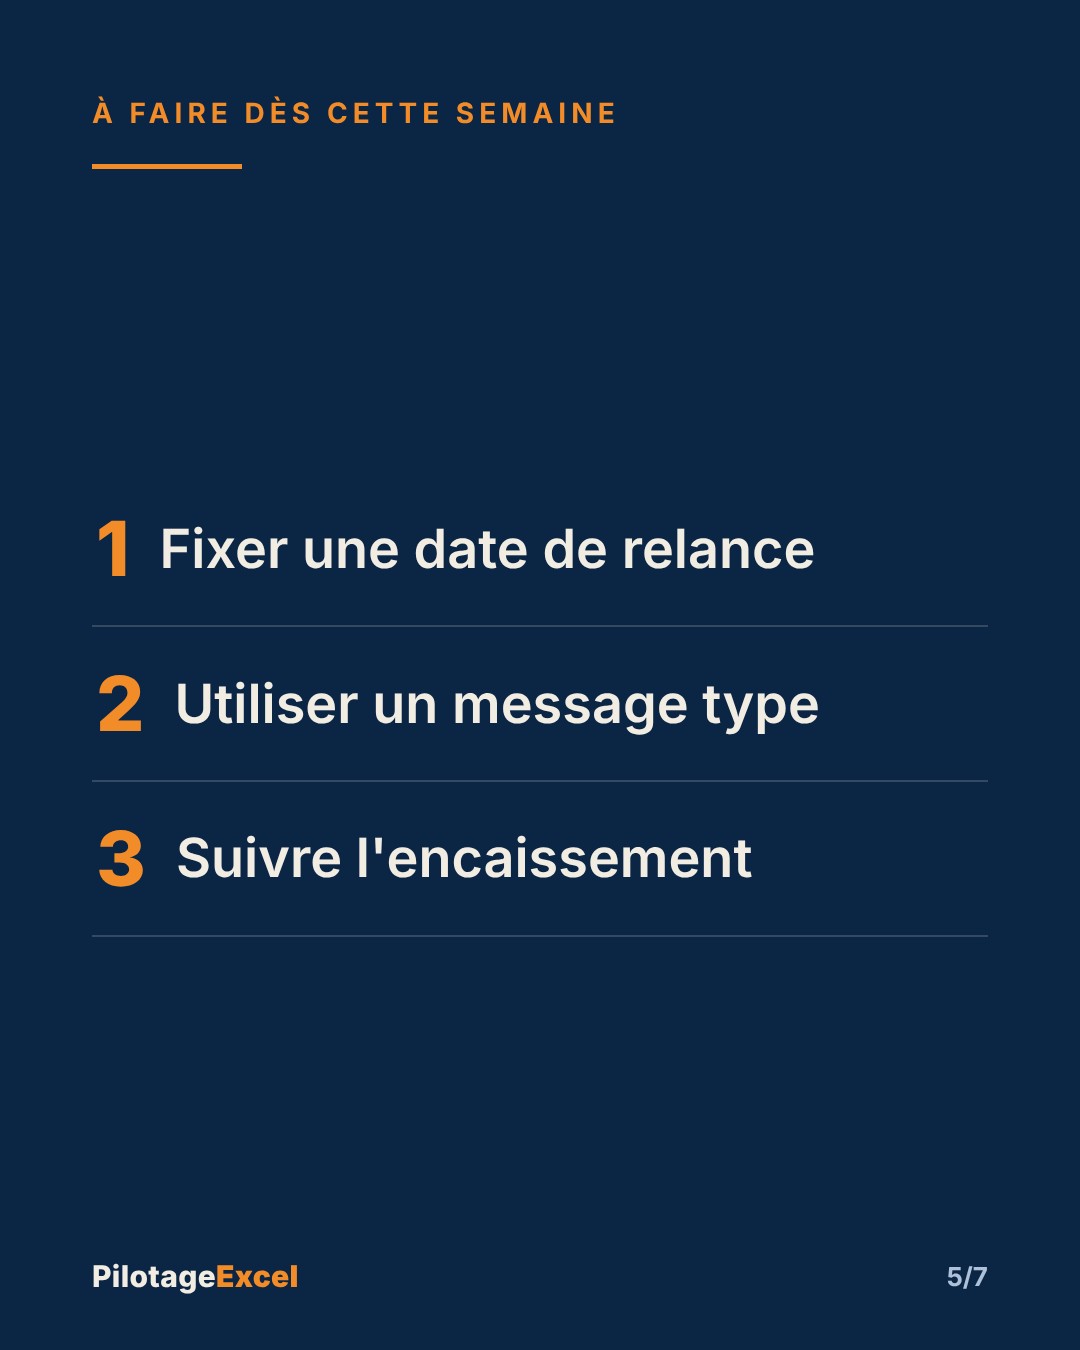 À FAIRE DÈS CETTE SEMAINE
1 Fixer une date de relance
2 Utiliser un message type
3 Suivre l'encaissement
PilotageExcel
5/7